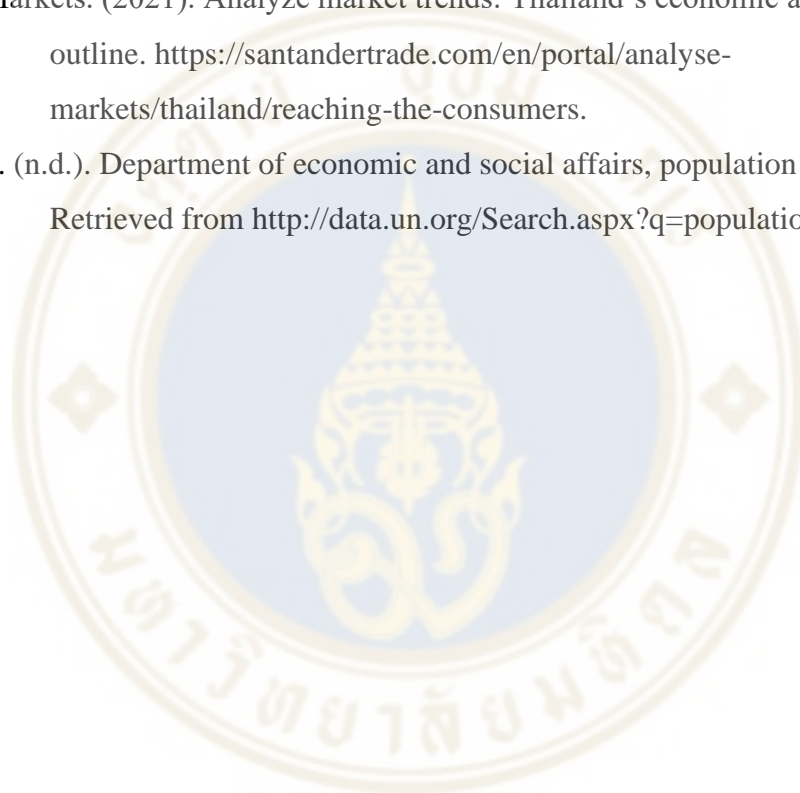 arkets. (2021). Analyze market trends: Thailand's economic a
outline. https://santandertrade.com/en/portal/analyse-
markets/thailand/reaching-the-consumers.
. (n.d.). Department of economic and social affairs, population
Retrieved from http://data.un.org/Search.aspx?q=populatio
มหาวิทยาลัยมหิดล